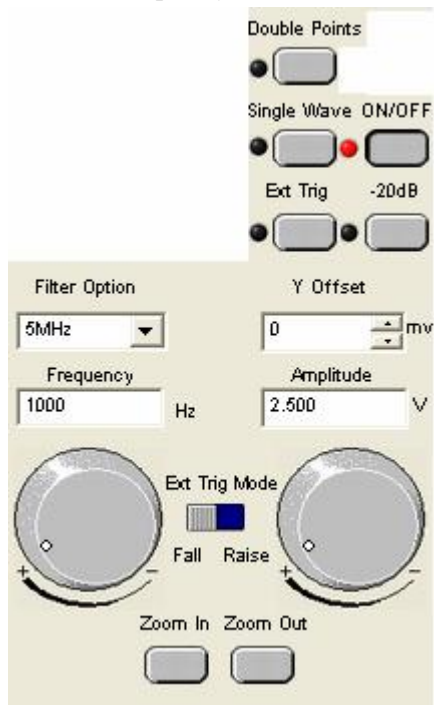 Double Points
Single Wave ON/OFF
Ext Trig -20dB
Filter Option Y Offset
5MHz 0 mv
Frequency Amplitude
1000 Hz 2.500 V
Ext Trig Mode
Fall Raise
+ - + -
Zoom In Zoom Out